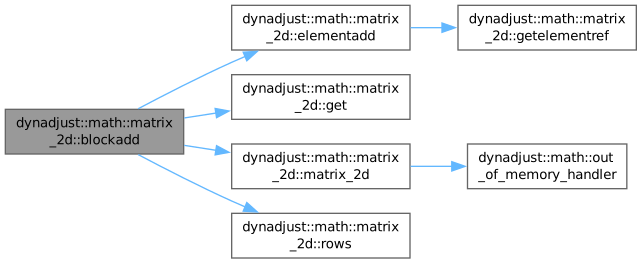 dynadjust::math::matrix
_2d::blockadd
dynadjust::math::matrix
_2d::elementadd
dynadjust::math::matrix
_2d::getelementref
dynadjust::math::matrix
_2d::get
dynadjust::math::matrix
_2d::matrix_2d
dynadjust::math::out
_of_memory_handler
dynadjust::math::matrix
_2d::rows